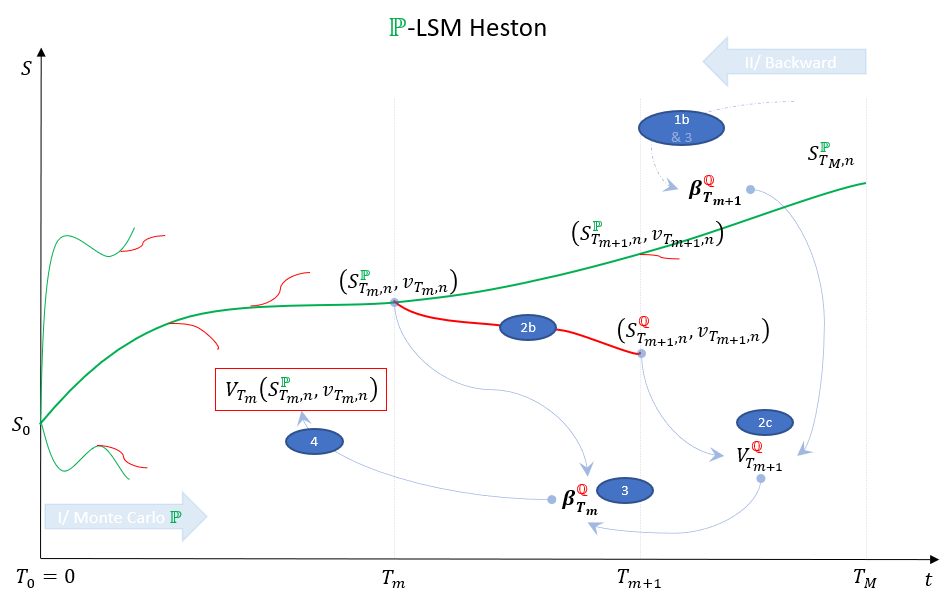 ℙ-LSM Heston
S
II/ Backward
1b
& 3
S^ℙ_{T_M,n}
β^ℚ_{T_{m+1}}
(S^ℙ_{T_{m+1},n}, v_{T_{m+1},n})
(S^ℙ_{T_m,n}, v_{T_m,n})
2b
(S^ℚ_{T_{m+1},n}, v_{T_{m+1},n})
V_{T_m}(S^ℙ_{T_m,n}, v_{T_m,n})
S_0
2c
4
V^ℚ_{T_{m+1}}
β^ℚ_{T_m}
3
I/ Monte Carlo ℙ
T_0 = 0
T_m
T_{m+1}
T_M
t